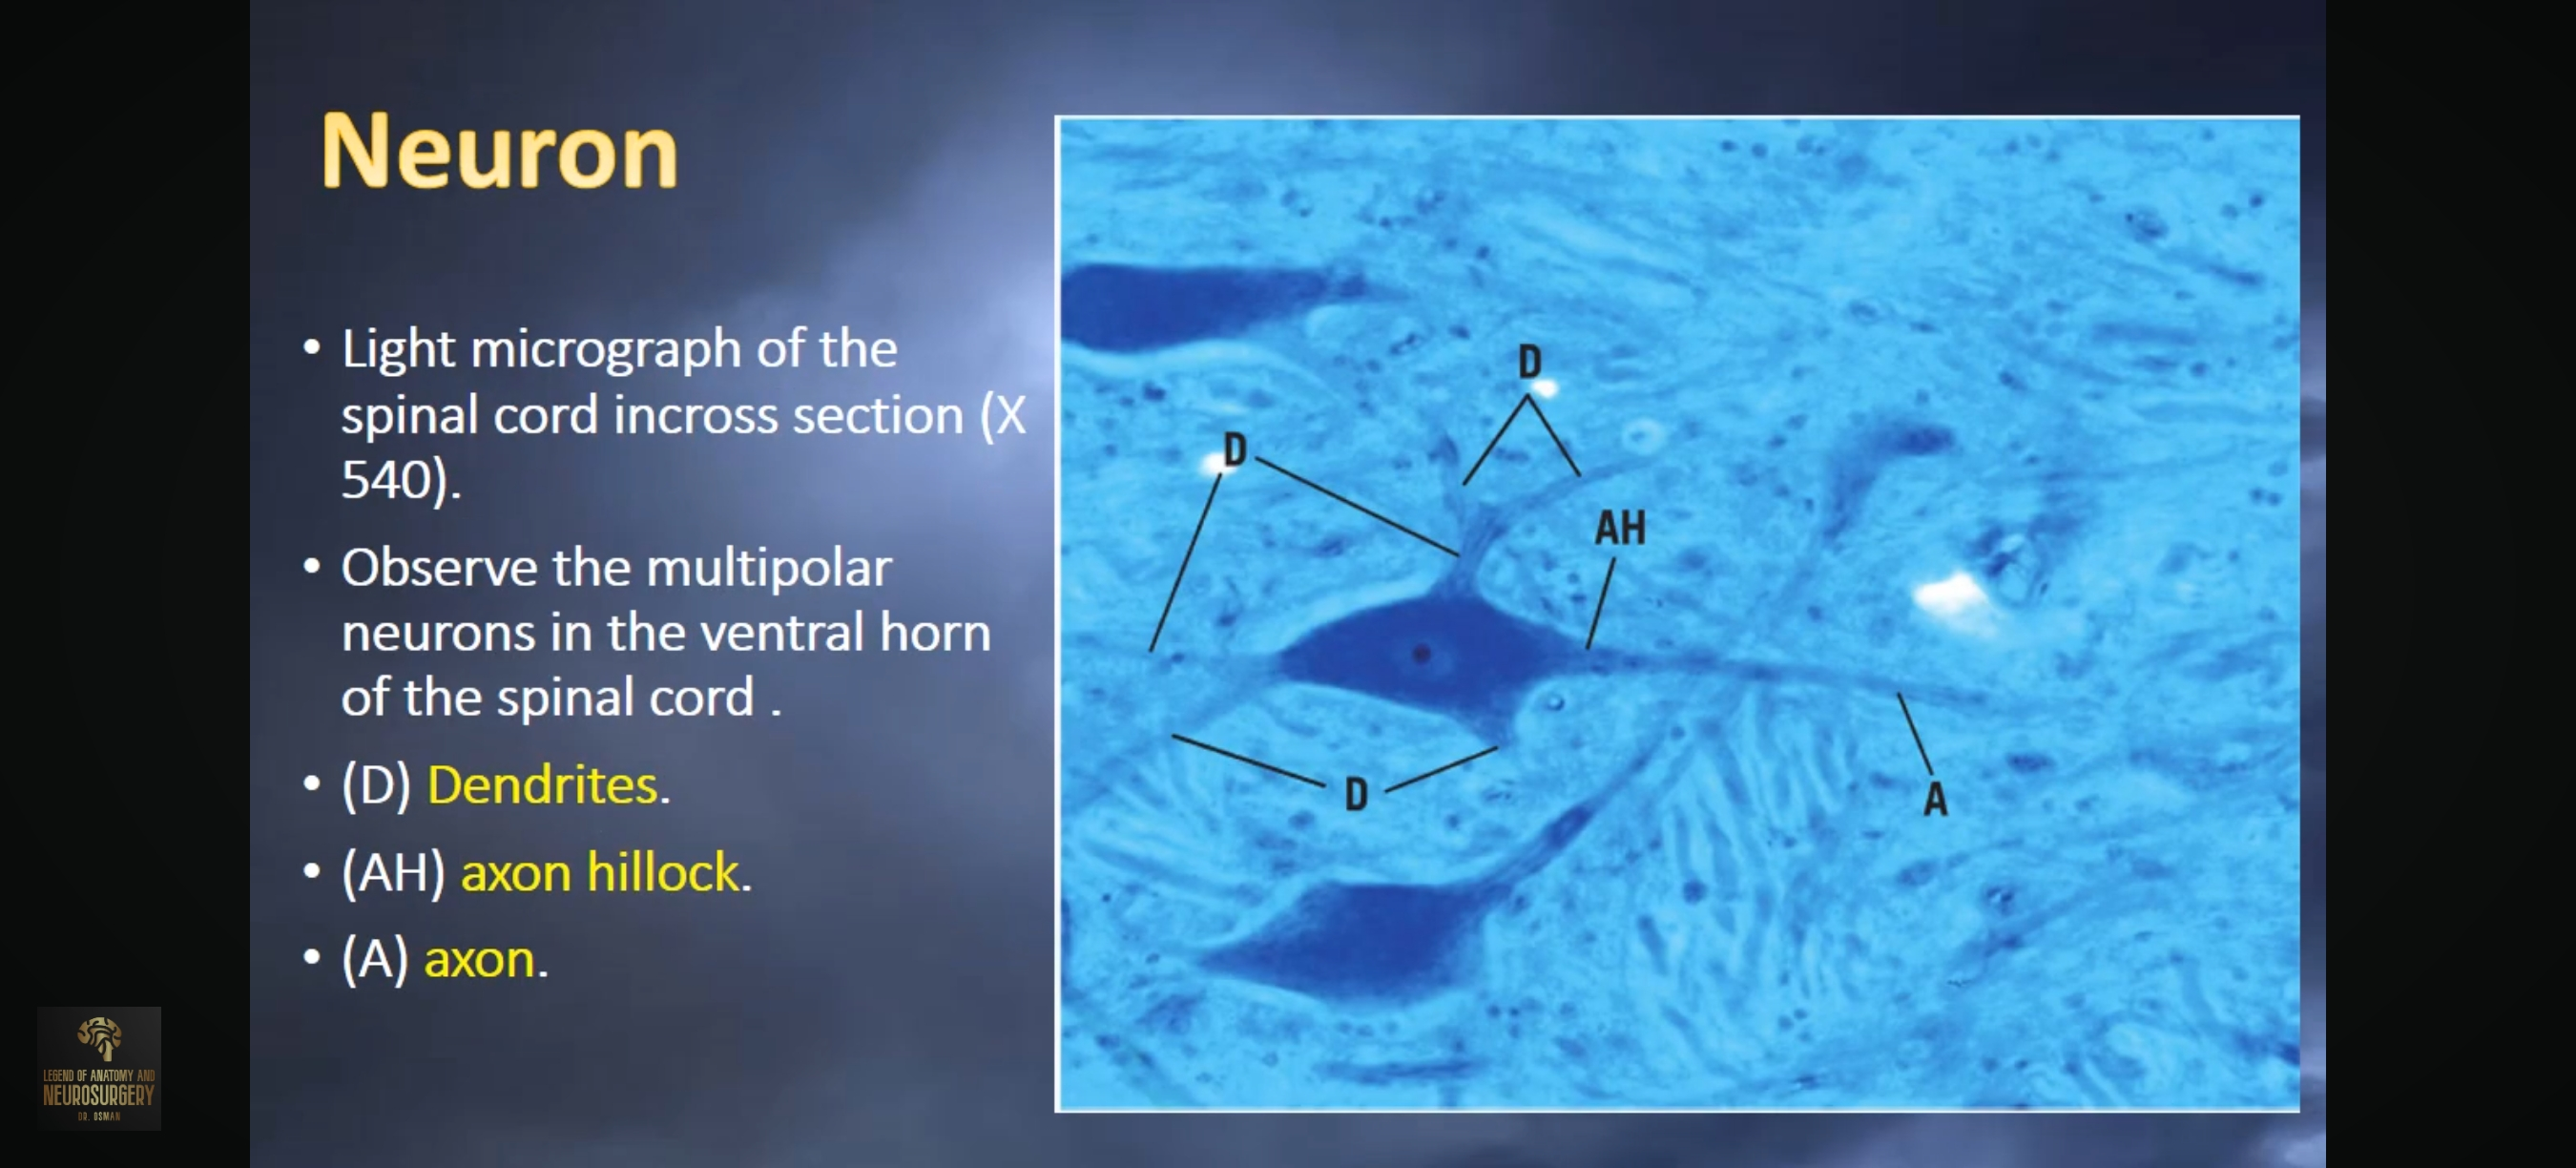 Neuron
• Light micrograph of the
spinal cord incross section (X
540).
• Observe the multipolar
neurons in the ventral horn
of the spinal cord .
• (D) Dendrites.
• (AH) axon hillock.
• (A) axon.
D
D
AH
D
A
LEGEND OF ANATOMY AND
NEUROSURGERY
DR. OSMAN